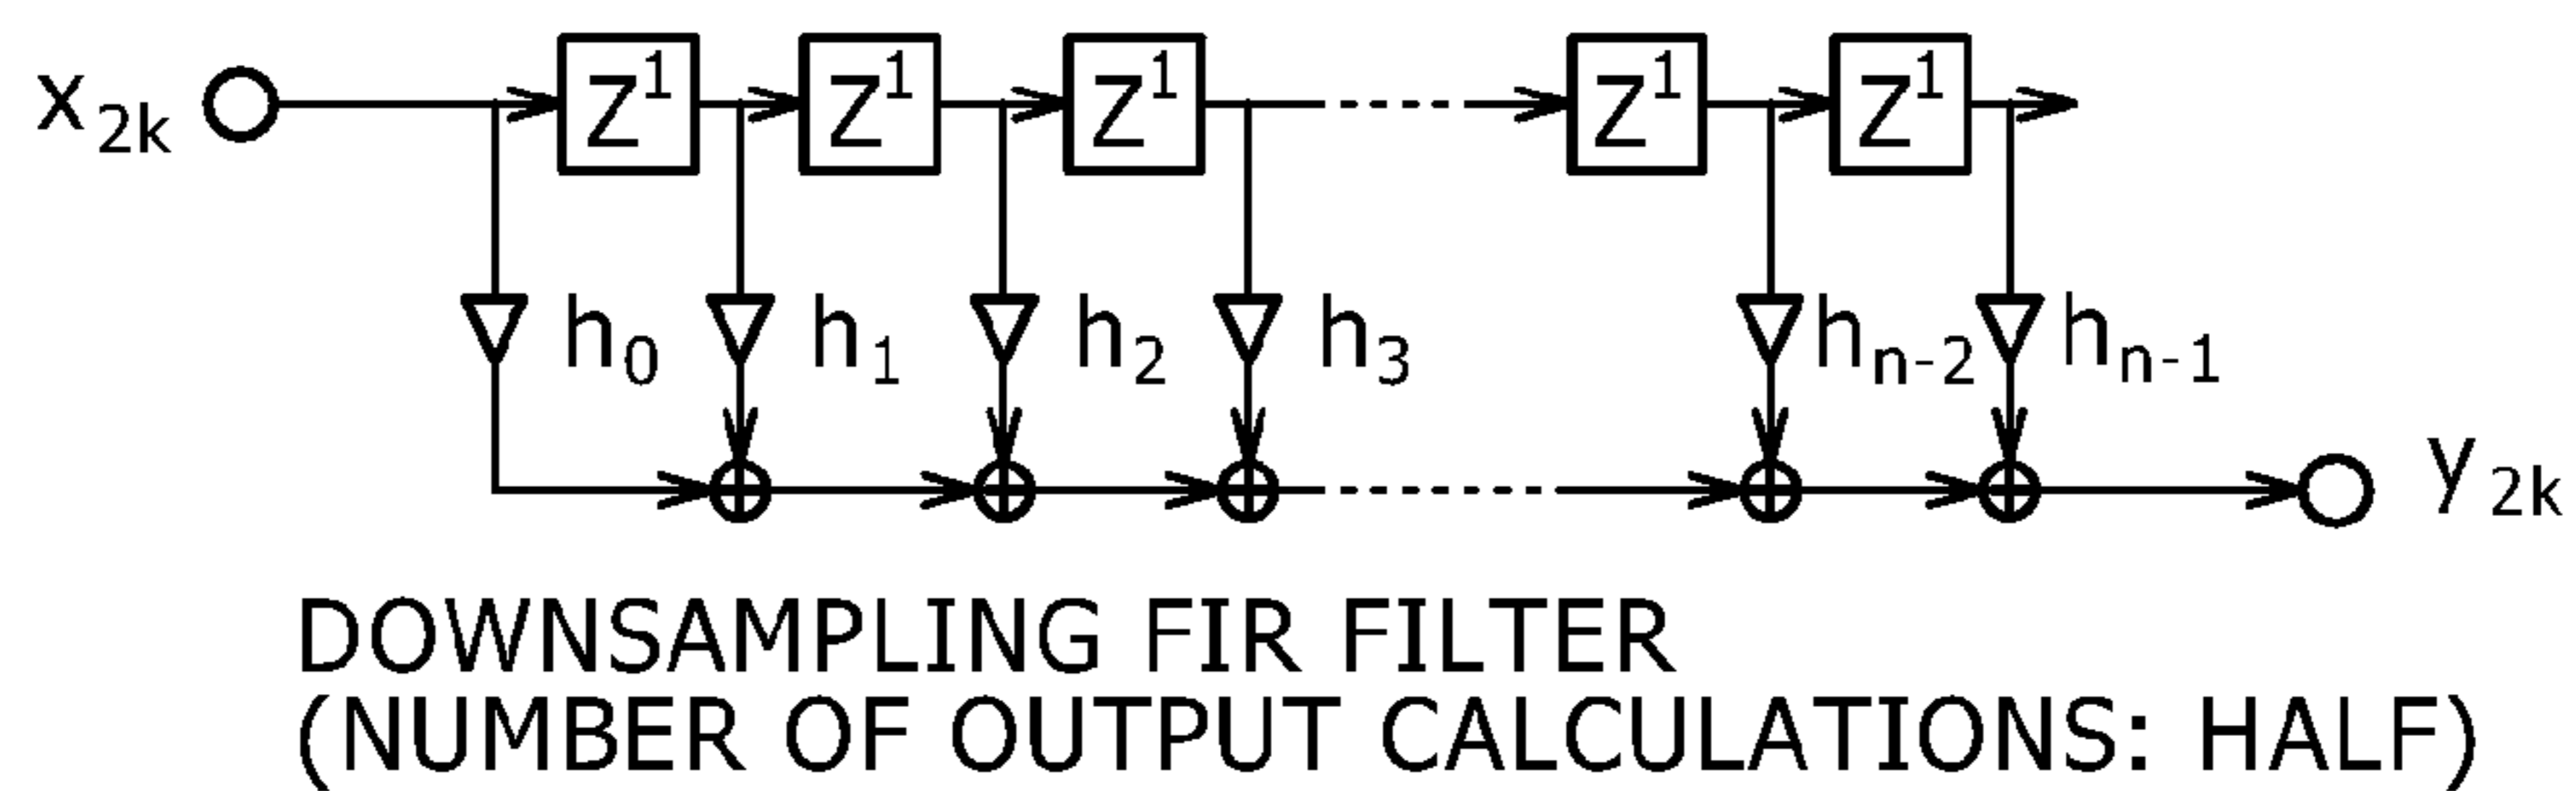 x2k Z1 Z1 Z1 Z1 Z1
h0 h1 h2 h3 hn-2 hn-1
y2k
DOWNSAMPLING FIR FILTER
(NUMBER OF OUTPUT CALCULATIONS: HALF)